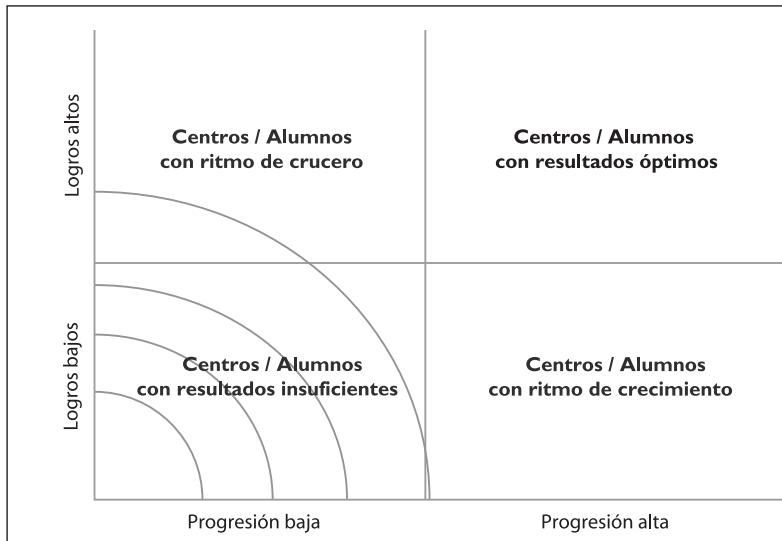 Logros altos
Centros / Alumnos
con ritmo de crucero
Centros / Alumnos
con resultados óptimos
Logros bajos
Centros / Alumnos
con resultados insuficientes
Centros / Alumnos
con ritmo de crecimiento
Progresión baja
Progresión alta